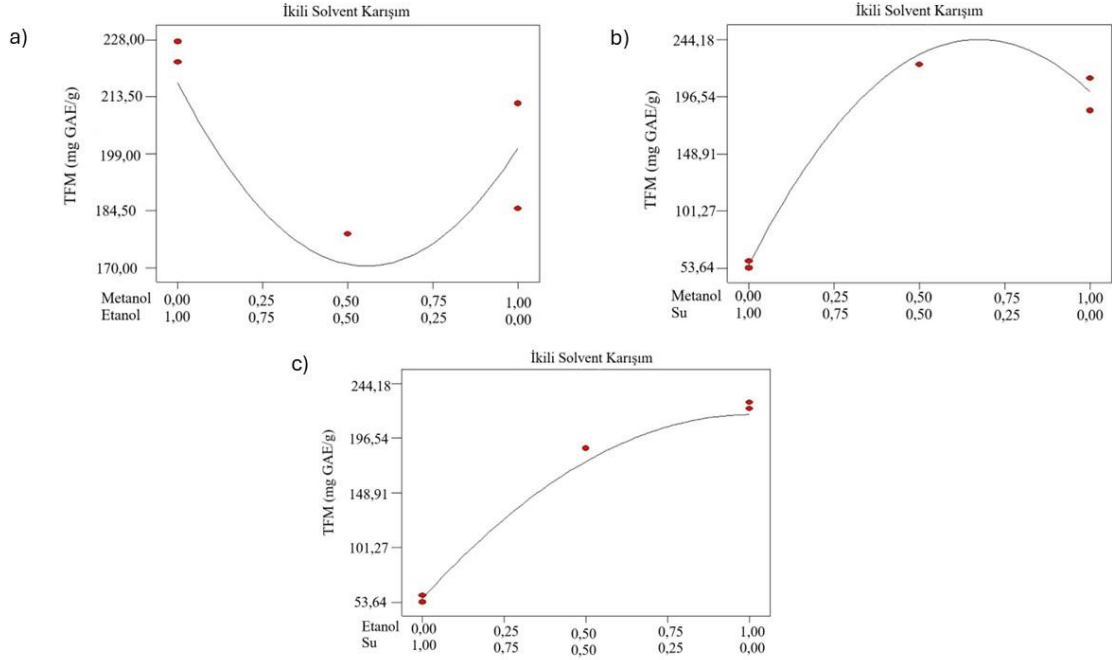 a)
İkili Solvent Karışım
TFM (mg GAE/g)
228,00
213,50
199,00
184,50
170,00
Metanol 0,00 0,25 0,50 0,75 1,00
Etanol 1,00 0,75 0,50 0,25 0,00
b)
İkili Solvent Karışım
TFM (mg GAE/g)
244,18
196,54
148,91
101,27
53,64
Metanol 0,00 0,25 0,50 0,75 1,00
Su 1,00 0,75 0,50 0,25 0,00
c)
İkili Solvent Karışım
TFM (mg GAE/g)
244,18
196,54
148,91
101,27
53,64
Etanol 0,00 0,25 0,50 0,75 1,00
Su 1,00 0,75 0,50 0,25 0,00